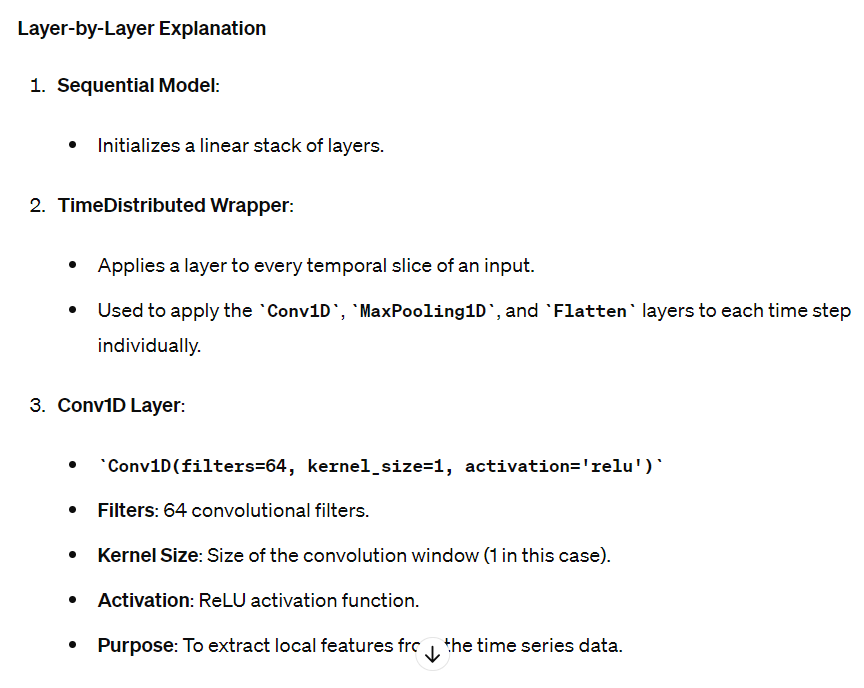 Layer-by-Layer Explanation
1. Sequential Model:
• Initializes a linear stack of layers.
2. TimeDistributed Wrapper:
• Applies a layer to every temporal slice of an input.
• Used to apply the `Conv1D`, `MaxPooling1D`, and `Flatten` layers to each time step
individually.
3. Conv1D Layer:
• `Conv1D(filters=64, kernel_size=1, activation='relu')`
• Filters: 64 convolutional filters.
• Kernel Size: Size of the convolution window (1 in this case).
• Activation: ReLU activation function.
• Purpose: To extract local features from the time series data.